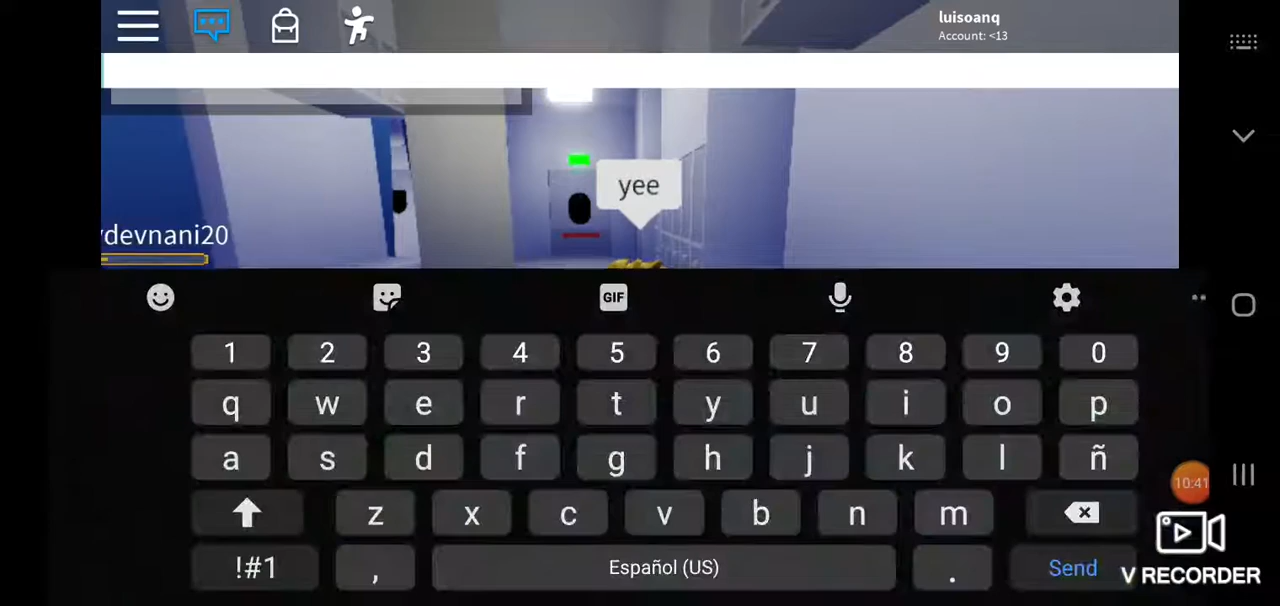 luisoanq
Account: <13
yee
devnani20
GIF
1 2 3 4 5 6 7 8 9 0
q w e r t y u i o p
a s d f g h j k l ñ
10:41
z x c v b n m
!#1 , Español (US) . Send
V RECORDER